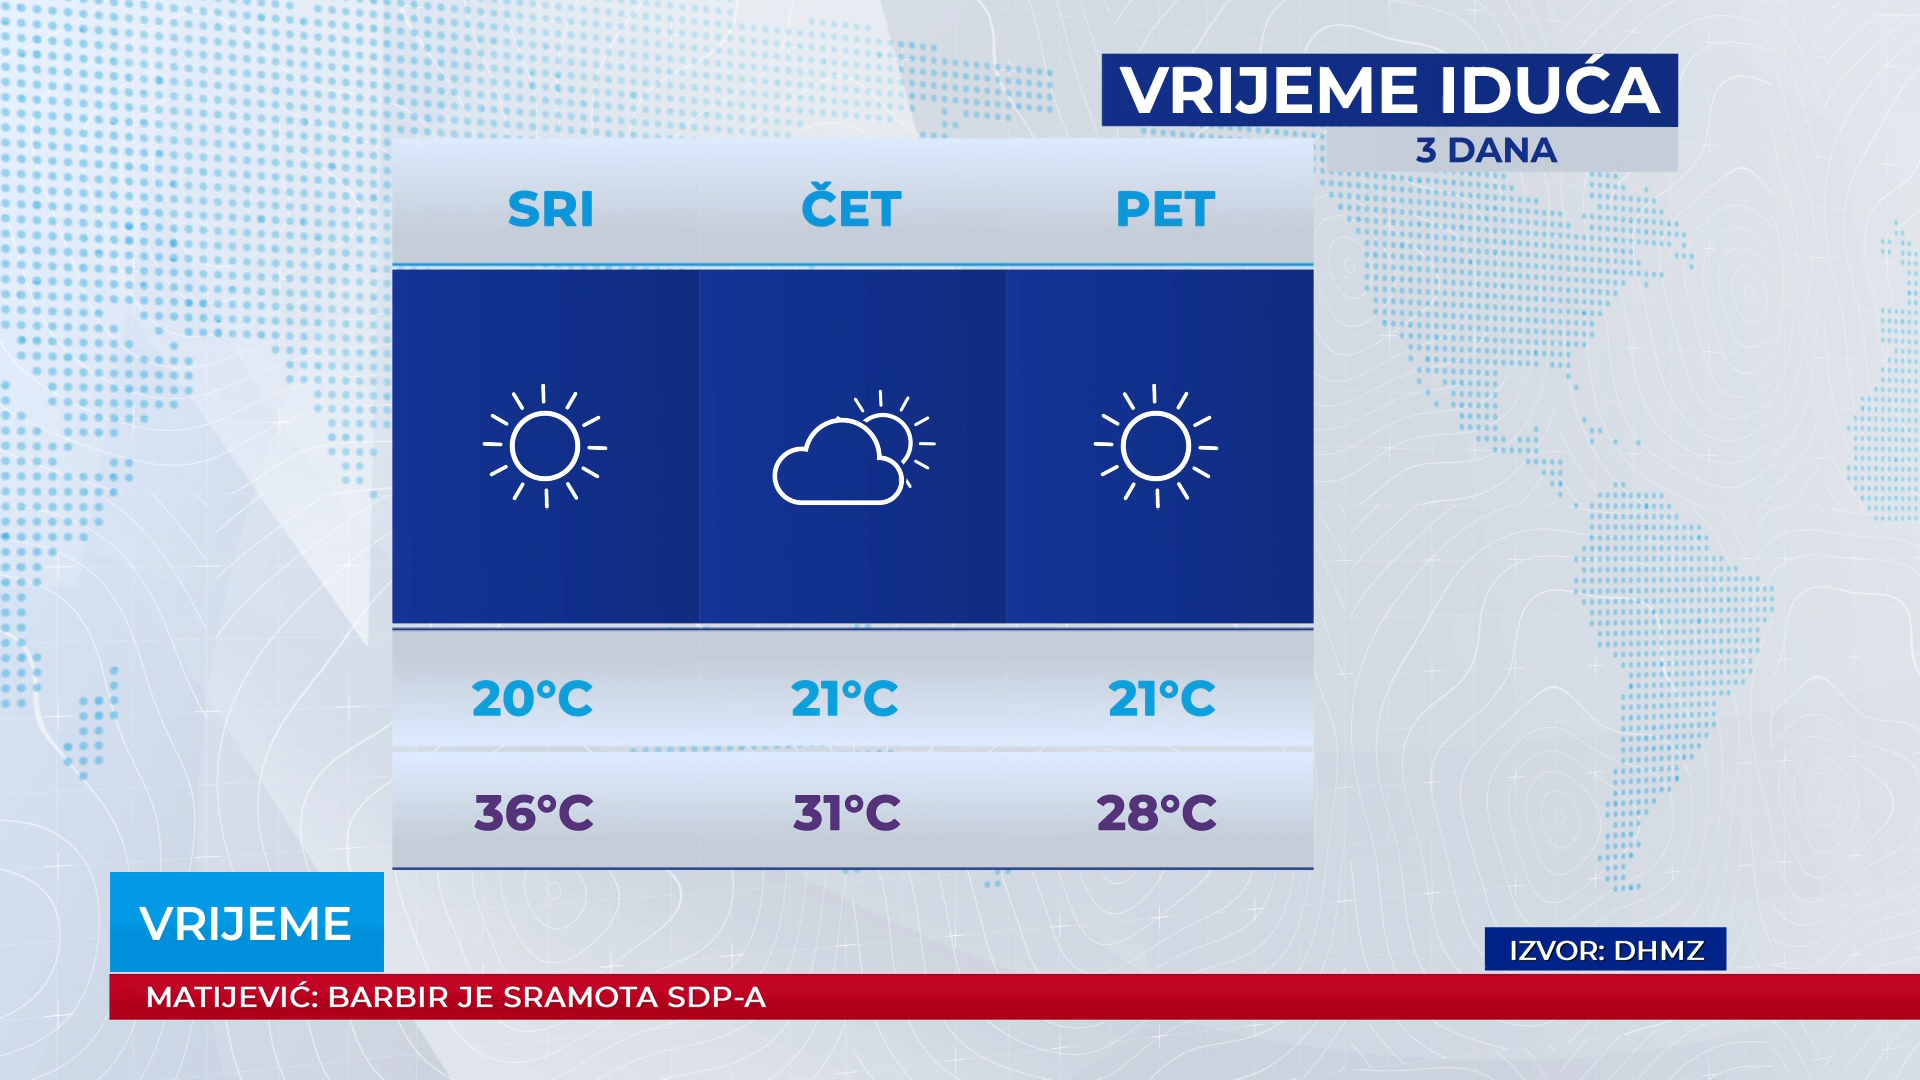 VRIJEME IDUĆA
3 DANA
SRI ČET PET
20°C 21°C 21°C
36°C 31°C 28°C
VRIJEME
IZVOR: DHMZ
MATIJEVIĆ: BARBIR JE SRAMOTA SDP-A